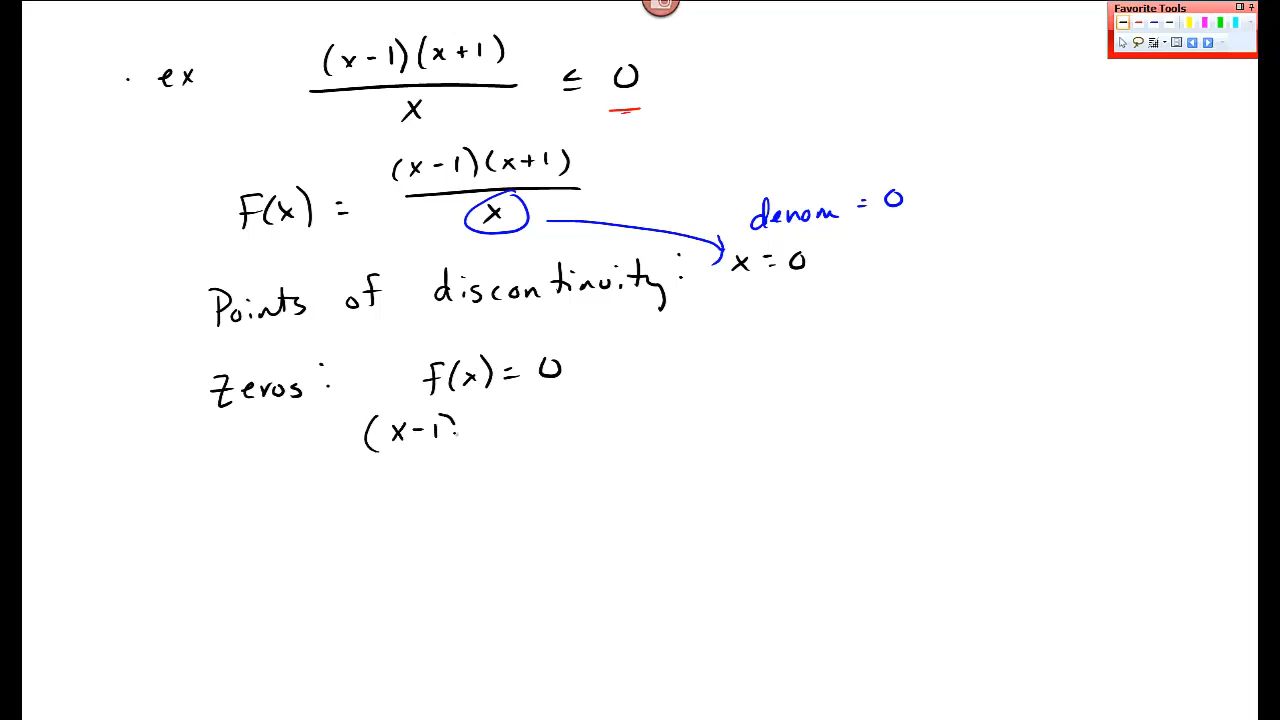 Favorite Tools
. ex (x-1)(x+1) / x ≤ 0
F(x) = (x-1)(x+1) / x
denom = 0
x = 0
Points of discontinuity:
Zeros: f(x) = 0
(x-1)